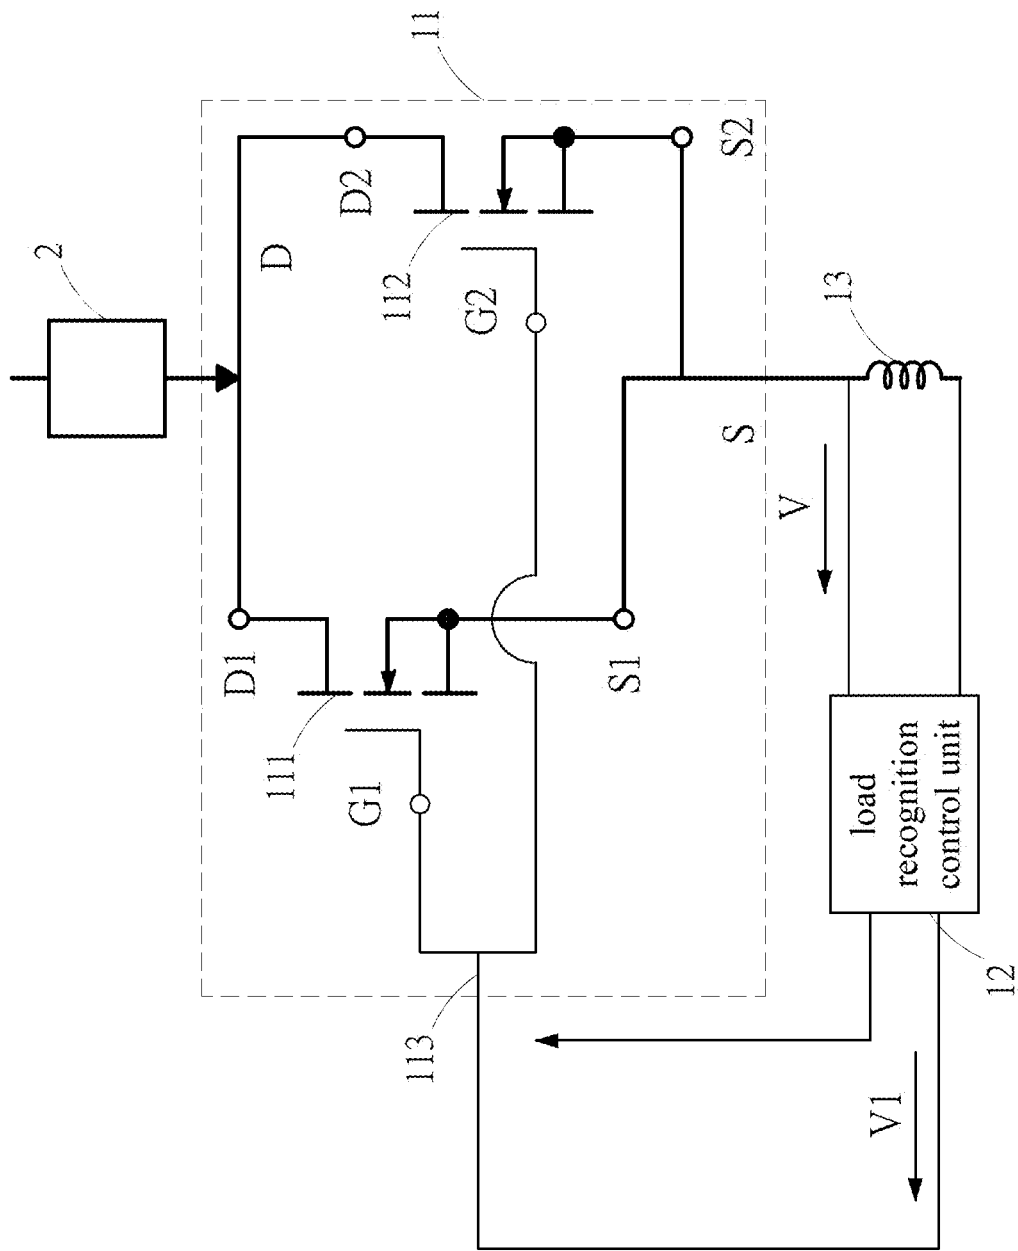 11
2
D
D2
S2
112
G2
13
S
V
D1
S1
111
G1
load
recognition
control unit
12
113
V1